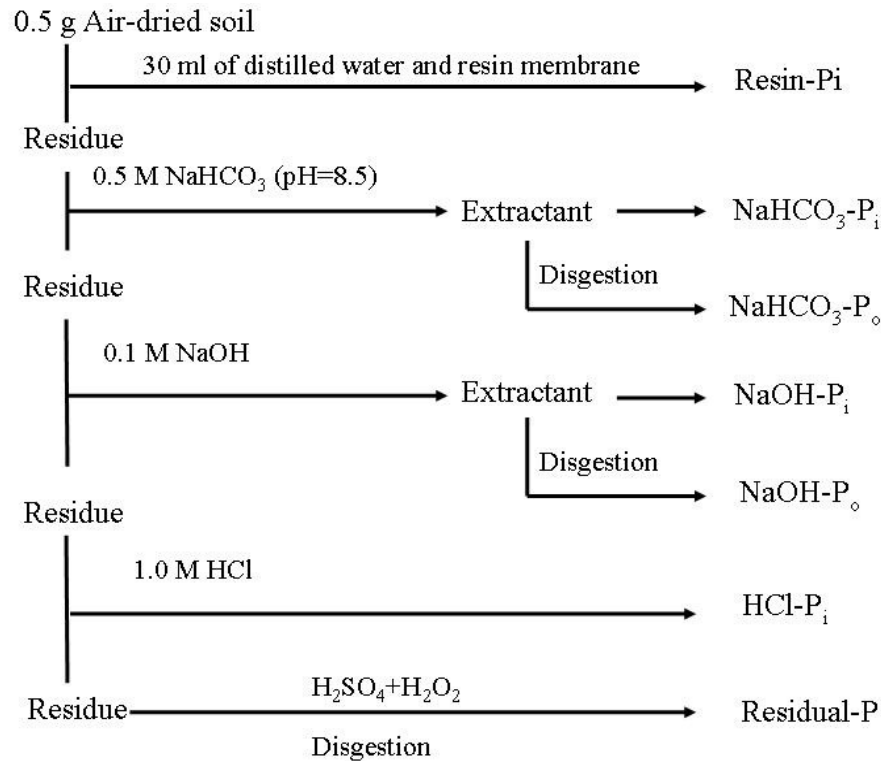 0.5 g Air-dried soil
30 ml of distilled water and resin membrane
Resin-Pi
Residue
0.5 M NaHCO₃ (pH=8.5)
Extractant
NaHCO₃-Pᵢ
Disgestion
Residue
NaHCO₃-Pₒ
0.1 M NaOH
Extractant
NaOH-Pᵢ
Disgestion
NaOH-Pₒ
Residue
1.0 M HCl
HCl-Pᵢ
H₂SO₄+H₂O₂
Residue
Residual-P
Disgestion